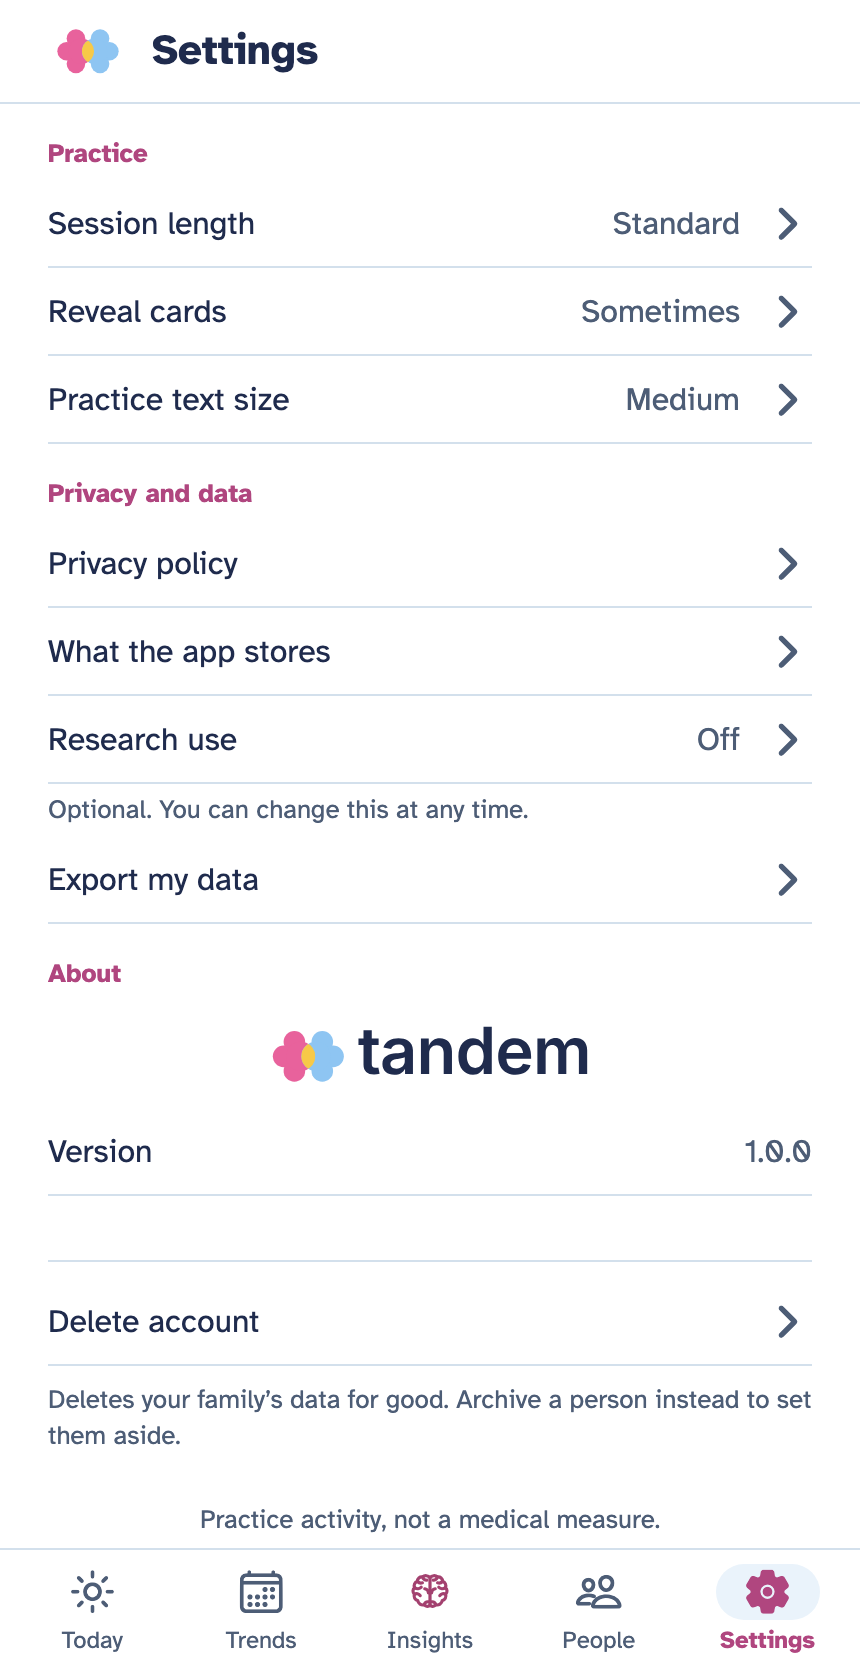 Settings
Practice
Session length
Standard
Reveal cards
Sometimes
Practice text size
Medium
Privacy and data
Privacy policy
What the app stores
Research use
Off
Optional. You can change this at any time.
Export my data
About
tandem
Version
1.0.0
Delete account
Deletes your family’s data for good. Archive a person instead to set
them aside.
Practice activity, not a medical measure.
Today
Trends
Insights
People
Settings